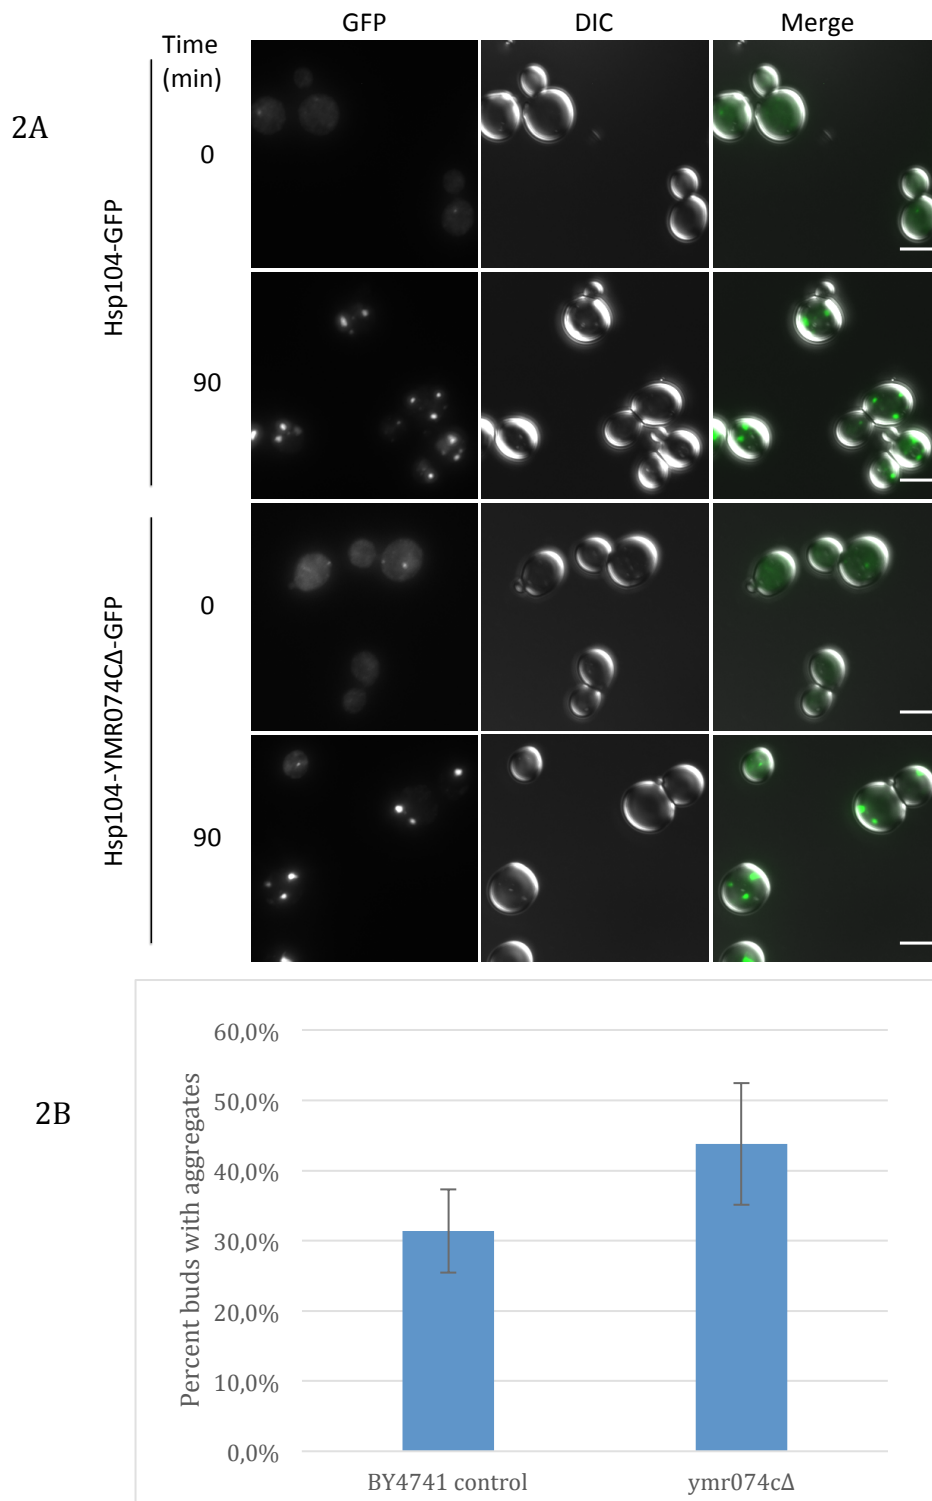 GFP DIC Merge
Time
(min)
2A
0
Hsp104-GFP
90
0
Hsp104-YMR074CΔ-GFP
90
2B
Percent buds with aggregates
60,0%
50,0%
40,0%
30,0%
20,0%
10,0%
0,0%
BY4741 control ymr074cΔ